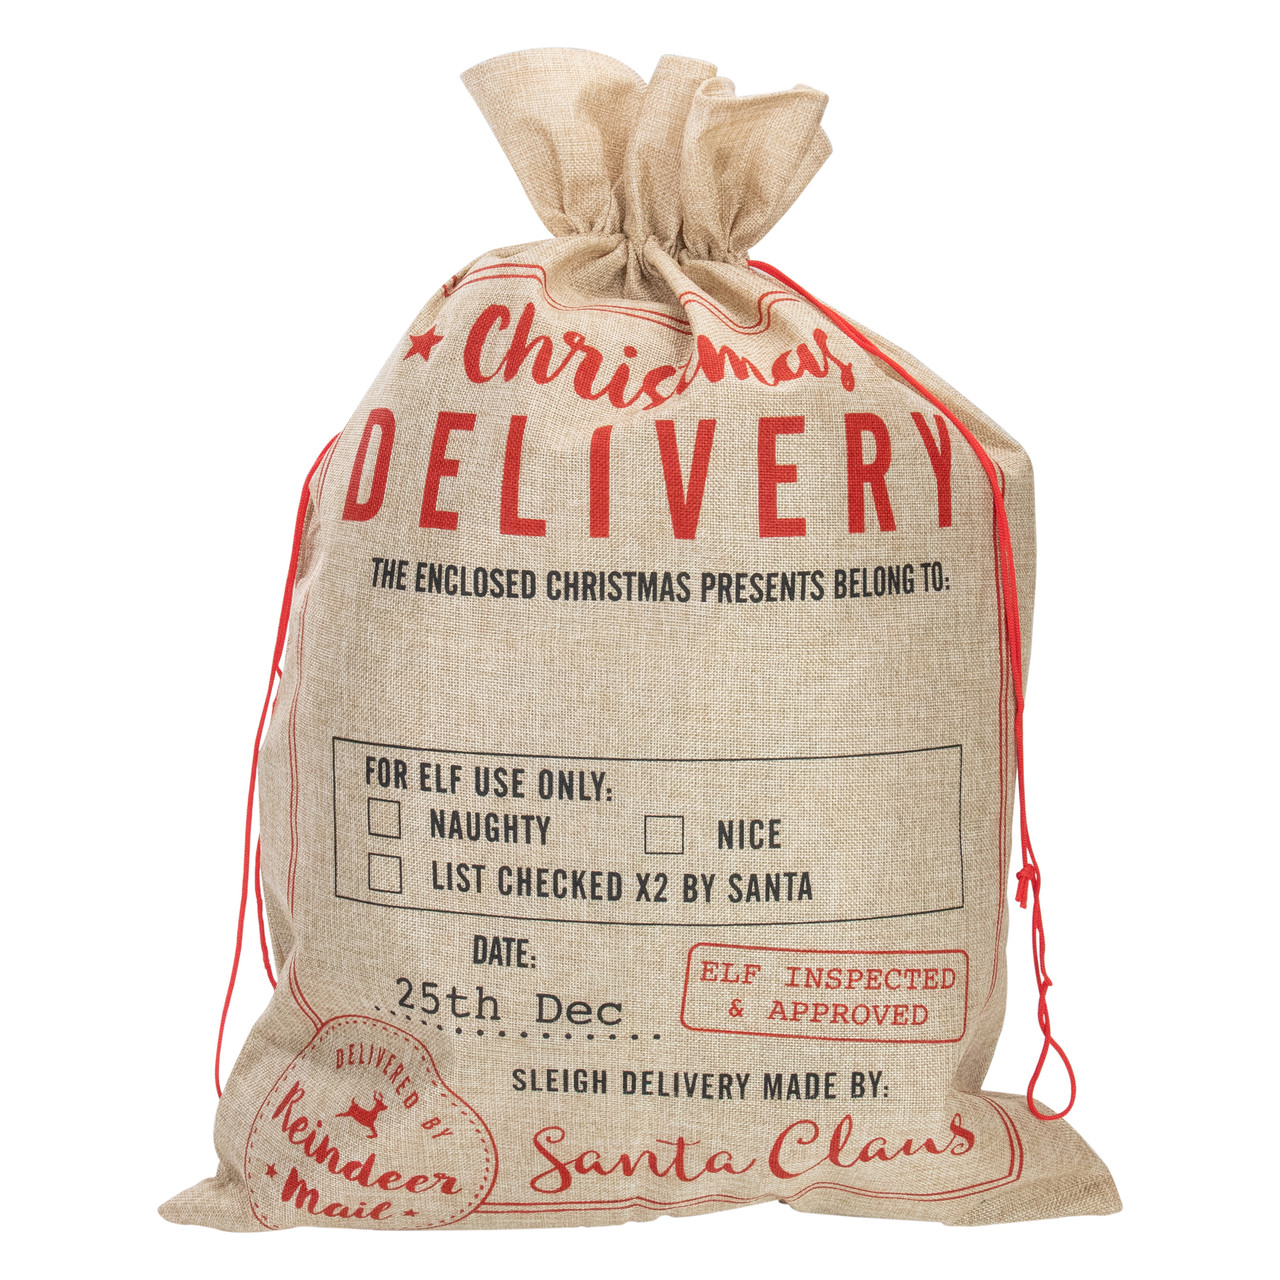 Christmas
DELIVERY
THE ENCLOSED CHRISTMAS PRESENTS BELONG TO:
FOR ELF USE ONLY:
NAUGHTY NICE
LIST CHECKED X2 BY SANTA
DATE:
25th Dec
ELF INSPECTED
& APPROVED
SLEIGH DELIVERY MADE BY:
Santa Claus
DELIVERED BY
Reindeer
Mail